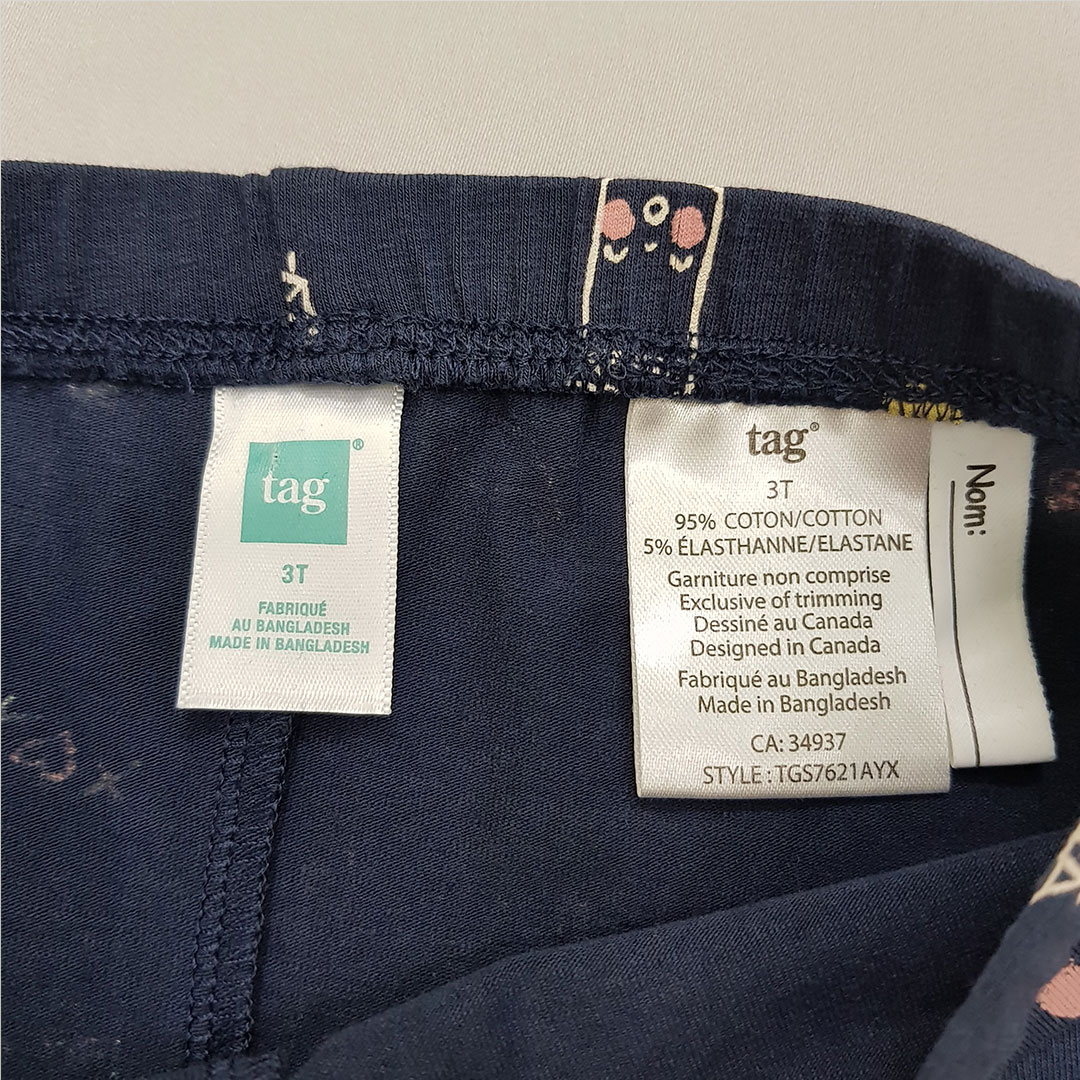 tag®
3T
FABRIQUÉ
AU BANGLADESH
MADE IN BANGLADESH
tag®
3T
95% COTON/COTTON
5% ÉLASTHANNE/ELASTANE
Garniture non comprise
Exclusive of trimming
Dessiné au Canada
Designed in Canada
Fabriqué au Bangladesh
Made in Bangladesh
CA: 34937
STYLE : TGS7621AYX
Nom: